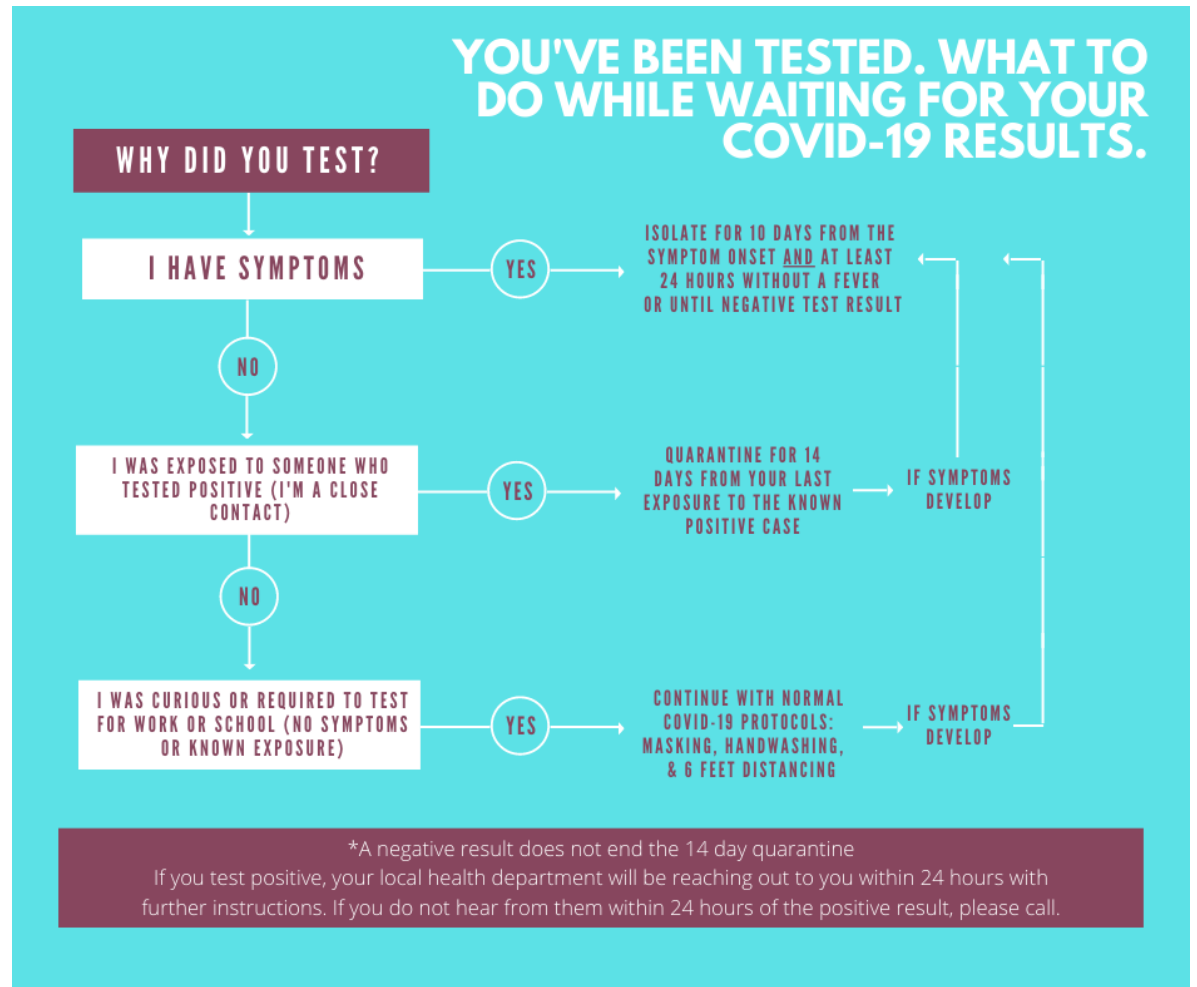 YOU'VE BEEN TESTED. WHAT TO
DO WHILE WAITING FOR YOUR
COVID-19 RESULTS.
WHY DID YOU TEST?
I HAVE SYMPTOMS
YES
ISOLATE FOR 10 DAYS FROM THE
SYMPTOM ONSET AND AT LEAST
24 HOURS WITHOUT A FEVER
OR UNTIL NEGATIVE TEST RESULT
NO
I WAS EXPOSED TO SOMEONE WHO
TESTED POSITIVE (I'M A CLOSE
CONTACT)
YES
QUARANTINE FOR 14
DAYS FROM YOUR LAST
EXPOSURE TO THE KNOWN
POSITIVE CASE
IF SYMPTOMS
DEVELOP
NO
I WAS CURIOUS OR REQUIRED TO TEST
FOR WORK OR SCHOOL (NO SYMPTOMS
OR KNOWN EXPOSURE)
YES
CONTINUE WITH NORMAL
COVID-19 PROTOCOLS:
MASKING, HANDWASHING,
& 6 FEET DISTANCING
IF SYMPTOMS
DEVELOP
*A negative result does not end the 14 day quarantine
If you test positive, your local health department will be reaching out to you within 24 hours with
further instructions. If you do not hear from them within 24 hours of the positive result, please call.